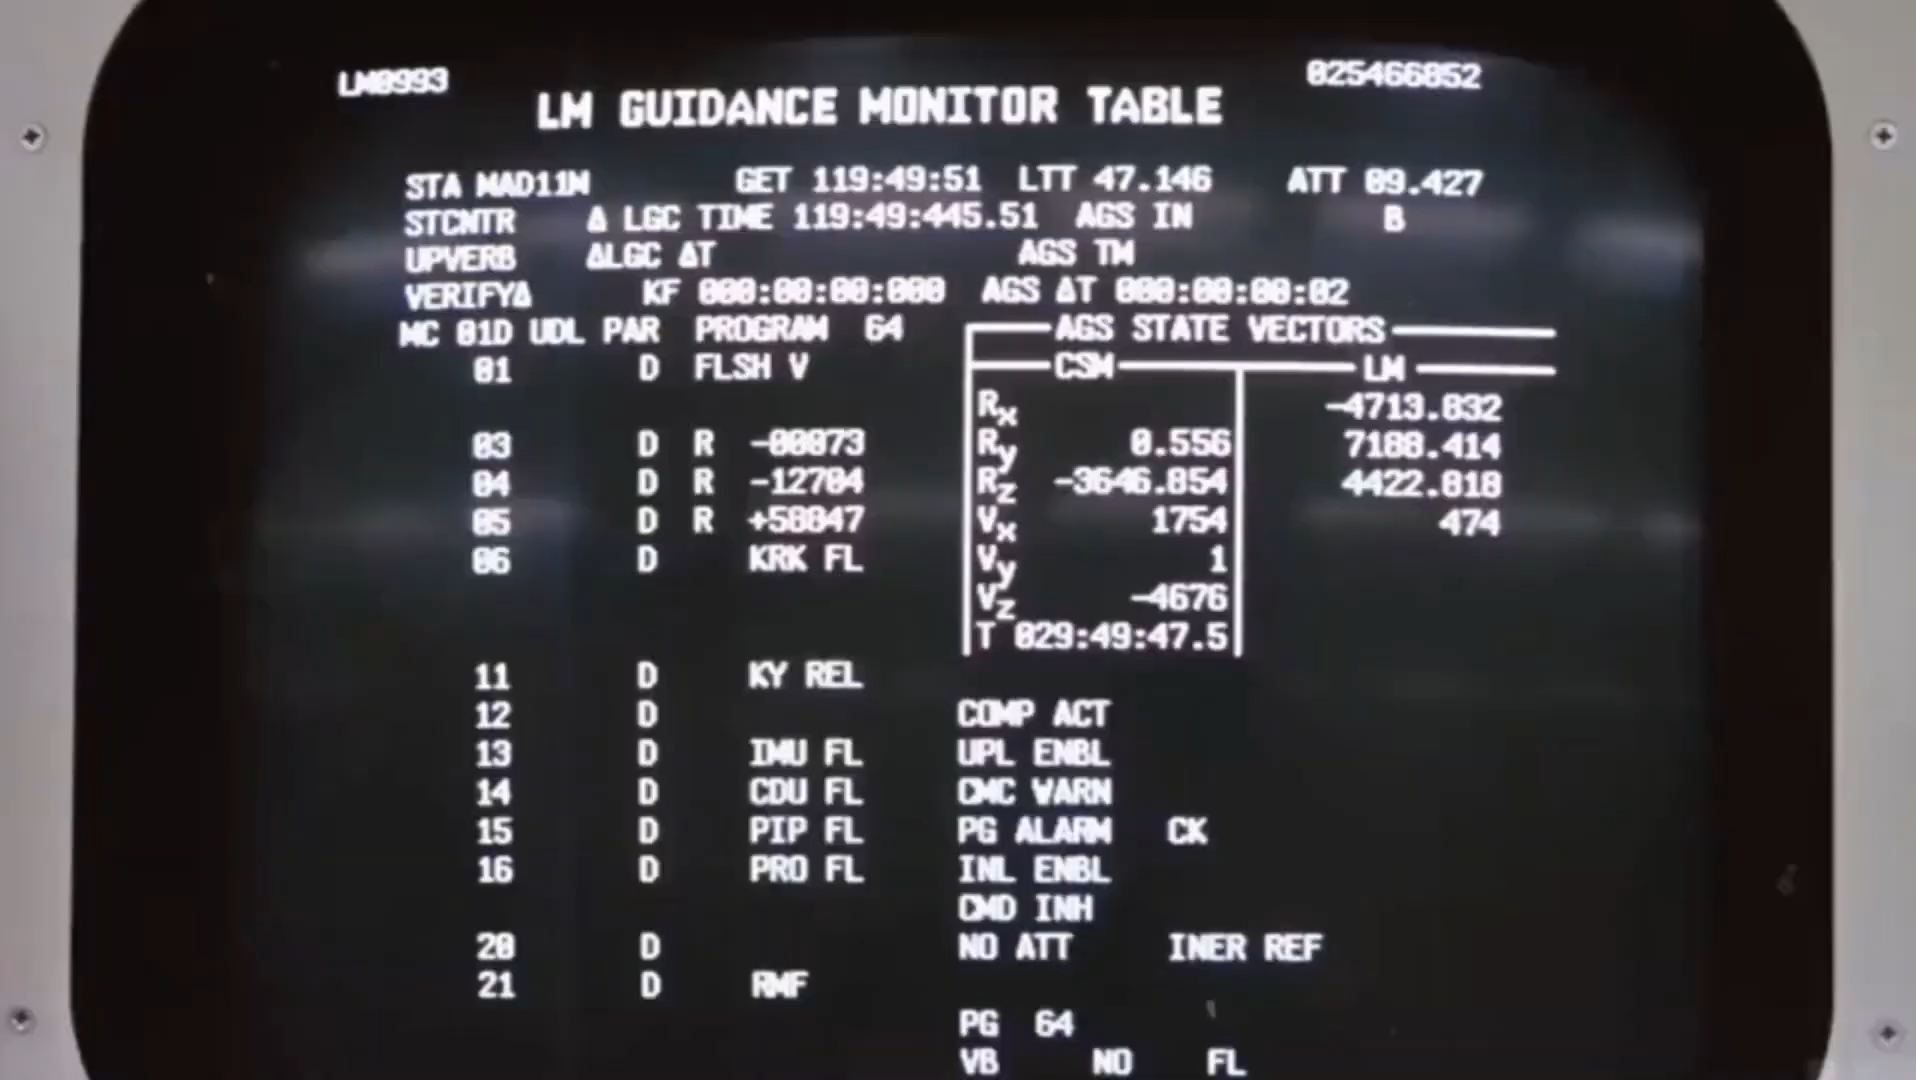 LM0993 025466852
LM GUIDANCE MONITOR TABLE
STA MAD11M GET 119:49:51 LTT 47.146 ATT 09.427
STCNTR Δ LGC TIME 119:49:445.51 AGS IN B
UPVERB ΔLGC ΔT AGS TM
VERIFYΔ KF 000:00:00:000 AGS ΔT 000:00:00:02
MC 01D UDL PAR PROGRAM 64 AGS STATE VECTORS
01 D FLSH V CSM LM
Rx -4713.832
03 D R -00873 Ry 0.556 7188.414
04 D R -12704 Rz -3646.854 4422.818
05 D R +50847 Vx 1754 474
06 D KRK FL Vy 1
Vz -4676
T 029:49:47.5
11 D KY REL
12 D COMP ACT
13 D IMU FL UPL ENBL
14 D CDU FL CMC WARN
15 D PIP FL PG ALARM CK
16 D PRO FL INL ENBL
CMD INH
20 D NO ATT INER REF
21 D RMF
PG 64
VB NO FL